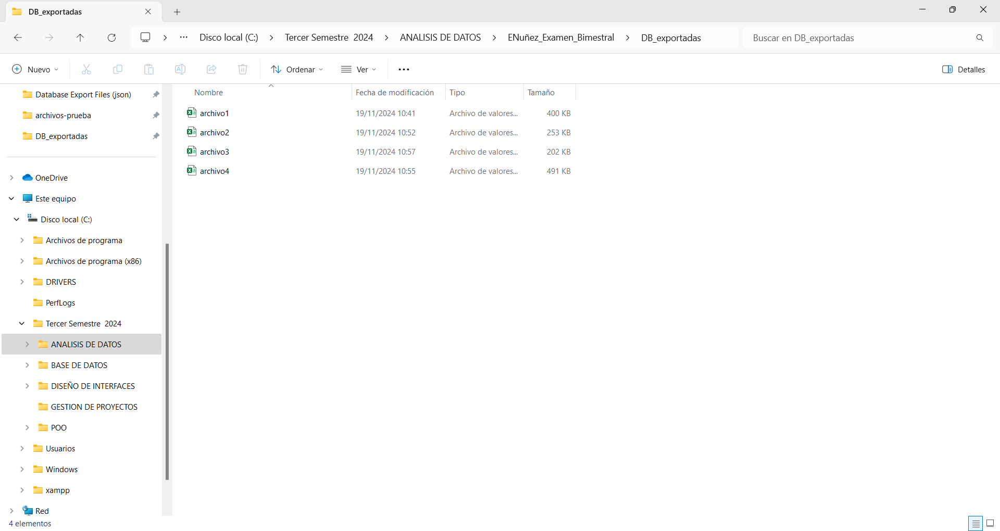 DB_exportadas
Disco local (C:) Tercer Semestre 2024 ANALISIS DE DATOS ENuñez_Examen_Bimestral DB_exportadas Buscar en DB_exportadas
Nuevo Ordenar Ver Detalles
Database Export Files (json)
archivos-prueba
DB_exportadas
OneDrive
Este equipo
Disco local (C:)
Archivos de programa
Archivos de programa (x86)
DRIVERS
PerfLogs
Tercer Semestre 2024
ANALISIS DE DATOS
BASE DE DATOS
DISEÑO DE INTERFACES
GESTION DE PROYECTOS
POO
Usuarios
Windows
xampp
Red
Nombre Fecha de modificación Tipo Tamaño
archivo1 19/11/2024 10:41 Archivo de valores... 400 KB
archivo2 19/11/2024 10:52 Archivo de valores... 253 KB
archivo3 19/11/2024 10:57 Archivo de valores... 202 KB
archivo4 19/11/2024 10:55 Archivo de valores... 491 KB
4 elementos